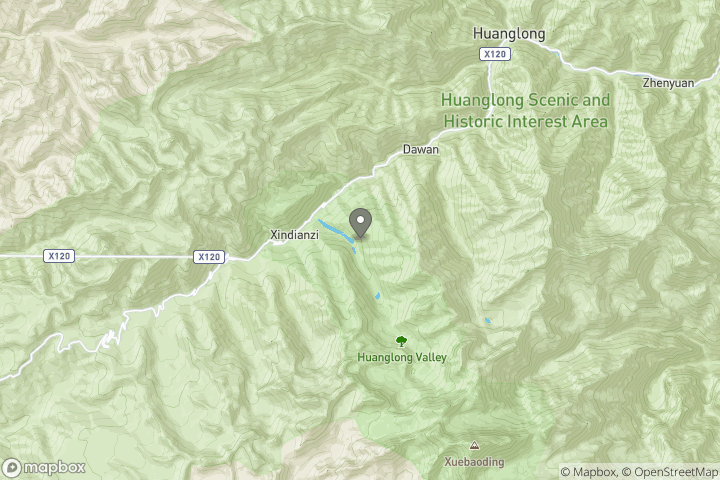 Huanglong
X120
Zhenyuan
Huanglong Scenic and
Historic Interest Area
Dawan
Xindianzi
X120
X120
Huanglong Valley
Xuebaoding
mapbox
© Mapbox, © OpenStreetMap